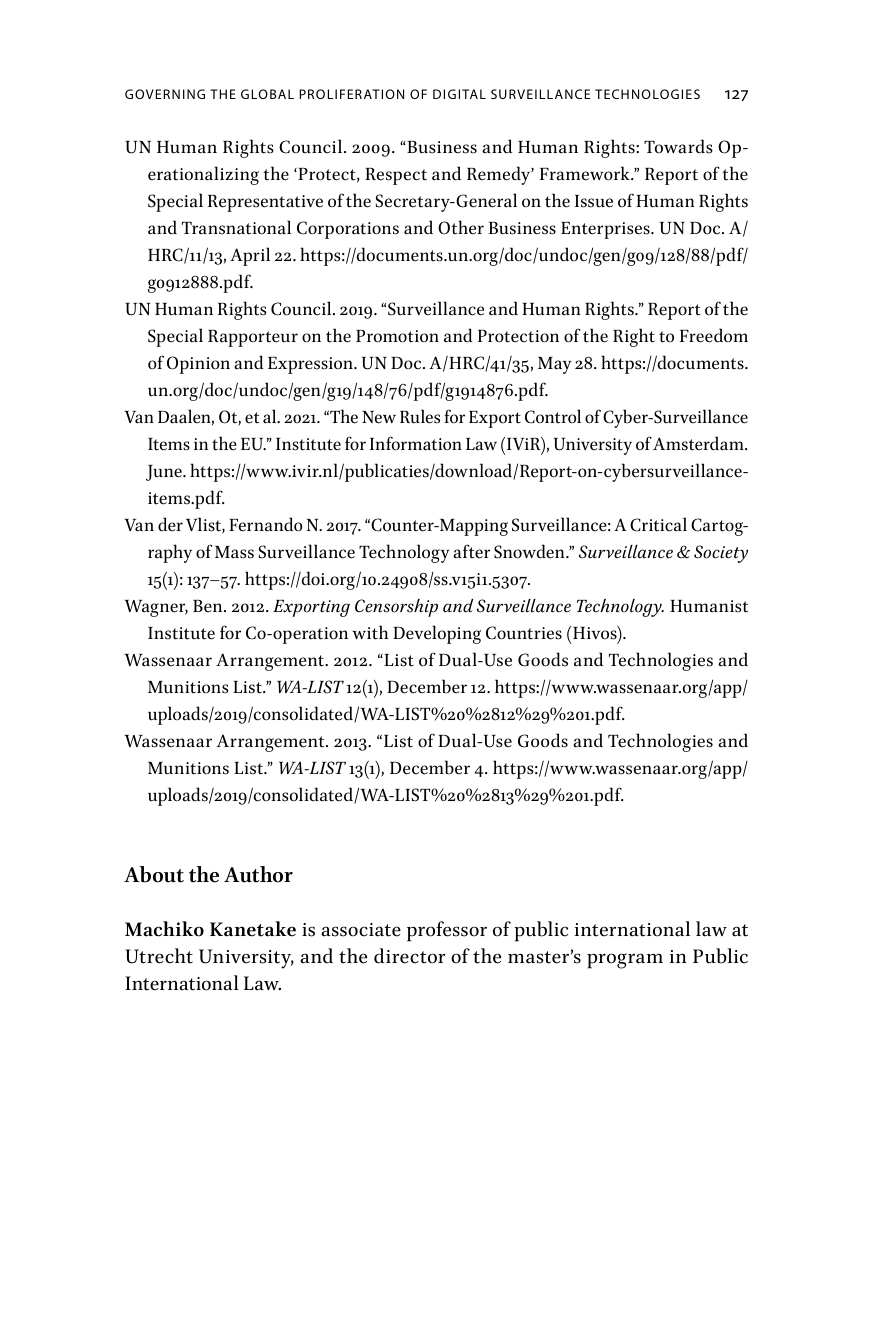 GOVERNING THE GLOBAL PROLIFERATION OF DIGITAL SURVEILLANCE TECHNOLOGIES 127
UN Human Rights Council. 2009. “Business and Human Rights: Towards Op-
erationalizing the ‘Protect, Respect and Remedy’ Framework.” Report of the
Special Representative of the Secretary-General on the Issue of Human Rights
and Transnational Corporations and Other Business Enterprises. UN Doc. A/
HRC/11/13, April 22. https://documents.un.org/doc/undoc/gen/g09/128/88/pdf/
g0912888.pdf.
UN Human Rights Council. 2019. “Surveillance and Human Rights.” Report of the
Special Rapporteur on the Promotion and Protection of the Right to Freedom
of Opinion and Expression. UN Doc. A/HRC/41/35, May 28. https://documents.
un.org/doc/undoc/gen/g19/148/76/pdf/g1914876.pdf.
Van Daalen, Ot, et al. 2021. “The New Rules for Export Control of Cyber-Surveillance
Items in the EU.” Institute for Information Law (IViR), University of Amsterdam.
June. https://www.ivir.nl/publicaties/download/Report-on-cybersurveillance-
items.pdf.
Van der Vlist, Fernando N. 2017. “Counter-Mapping Surveillance: A Critical Cartog-
raphy of Mass Surveillance Technology after Snowden.” Surveillance & Society
15(1): 137–57. https://doi.org/10.24908/ss.v15i1.5307.
Wagner, Ben. 2012. Exporting Censorship and Surveillance Technology. Humanist
Institute for Co-operation with Developing Countries (Hivos).
Wassenaar Arrangement. 2012. “List of Dual-Use Goods and Technologies and
Munitions List.” WA-LIST 12(1), December 12. https://www.wassenaar.org/app/
uploads/2019/consolidated/WA-LIST%20%2812%29%201.pdf.
Wassenaar Arrangement. 2013. “List of Dual-Use Goods and Technologies and
Munitions List.” WA-LIST 13(1), December 4. https://www.wassenaar.org/app/
uploads/2019/consolidated/WA-LIST%20%2813%29%201.pdf.
About the Author
Machiko Kanetake is associate professor of public international law at
Utrecht University, and the director of the master’s program in Public
International Law.